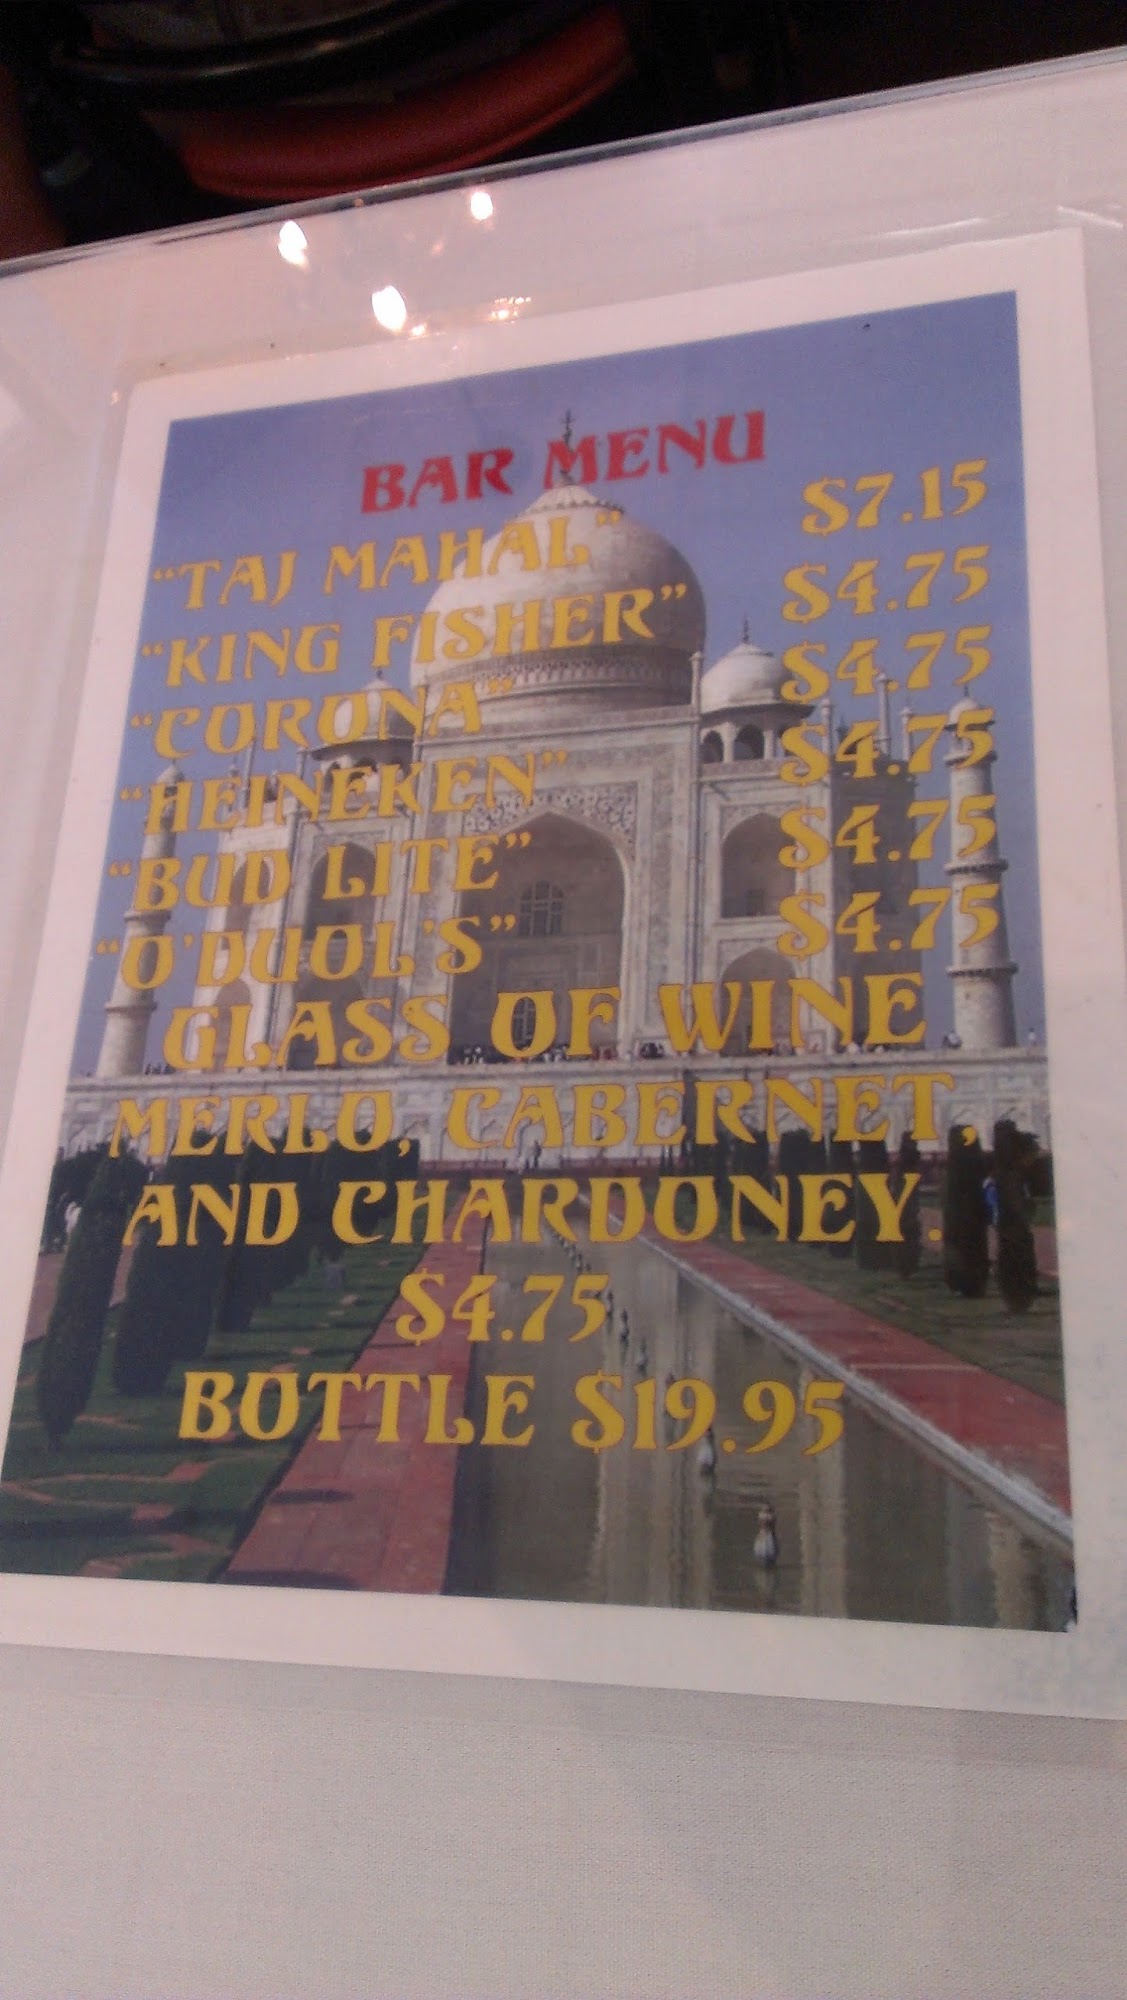 BAR MENU
"TAJ MAHAL" $7.15
"KING FISHER" $4.75
"CORONA" $4.75
"HEINEKEN" $4.75
"BUD LITE" $4.75
"O'DUOL'S" $4.75
GLASS OF WINE
MERLO, CABERNET,
AND CHARDONEY.
$4.75
BOTTLE $19.95